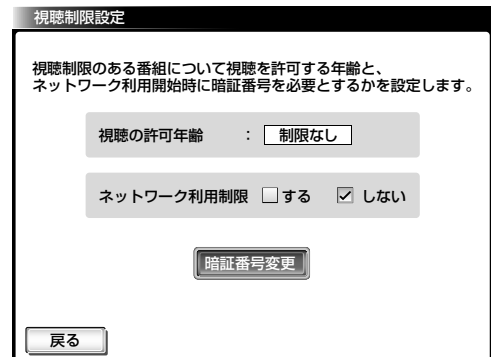 視聴制限設定
視聴制限のある番組について視聴を許可する年齢と、
ネットワーク利用開始時に暗証番号を必要とするかを設定します。
視聴の許可年齢 : 制限なし
ネットワーク利用制限 する しない
暗証番号変更
戻る